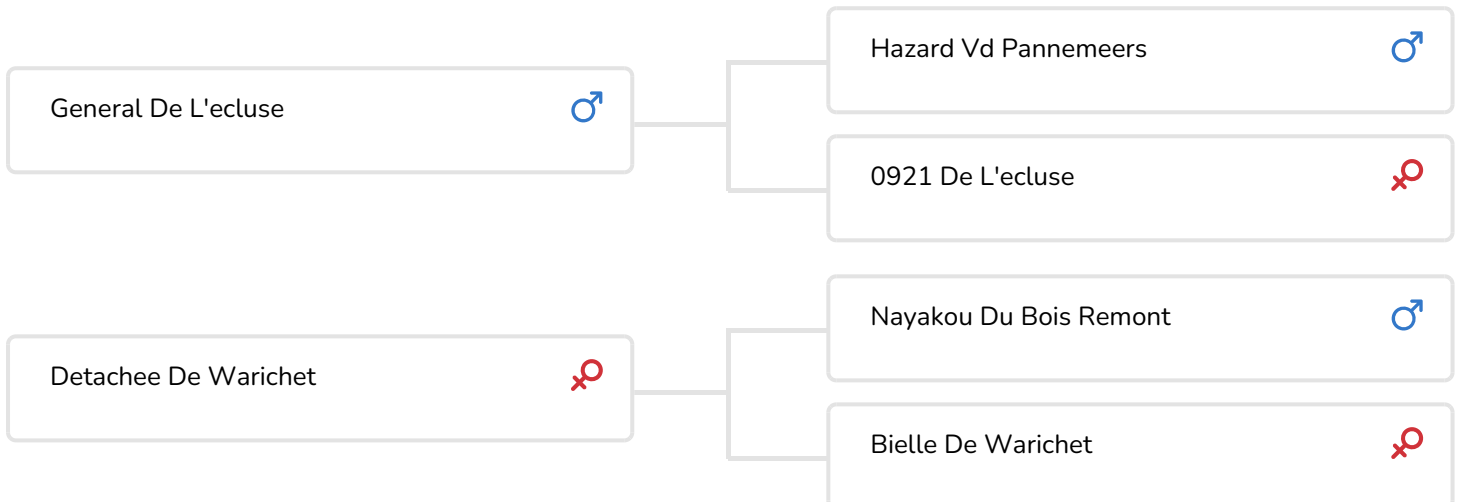 Hazard Vd Pannemeers
General De L'ecluse
0921 De L'ecluse
Nayakou Du Bois Remont
Detachee De Warichet
Bielle De Warichet